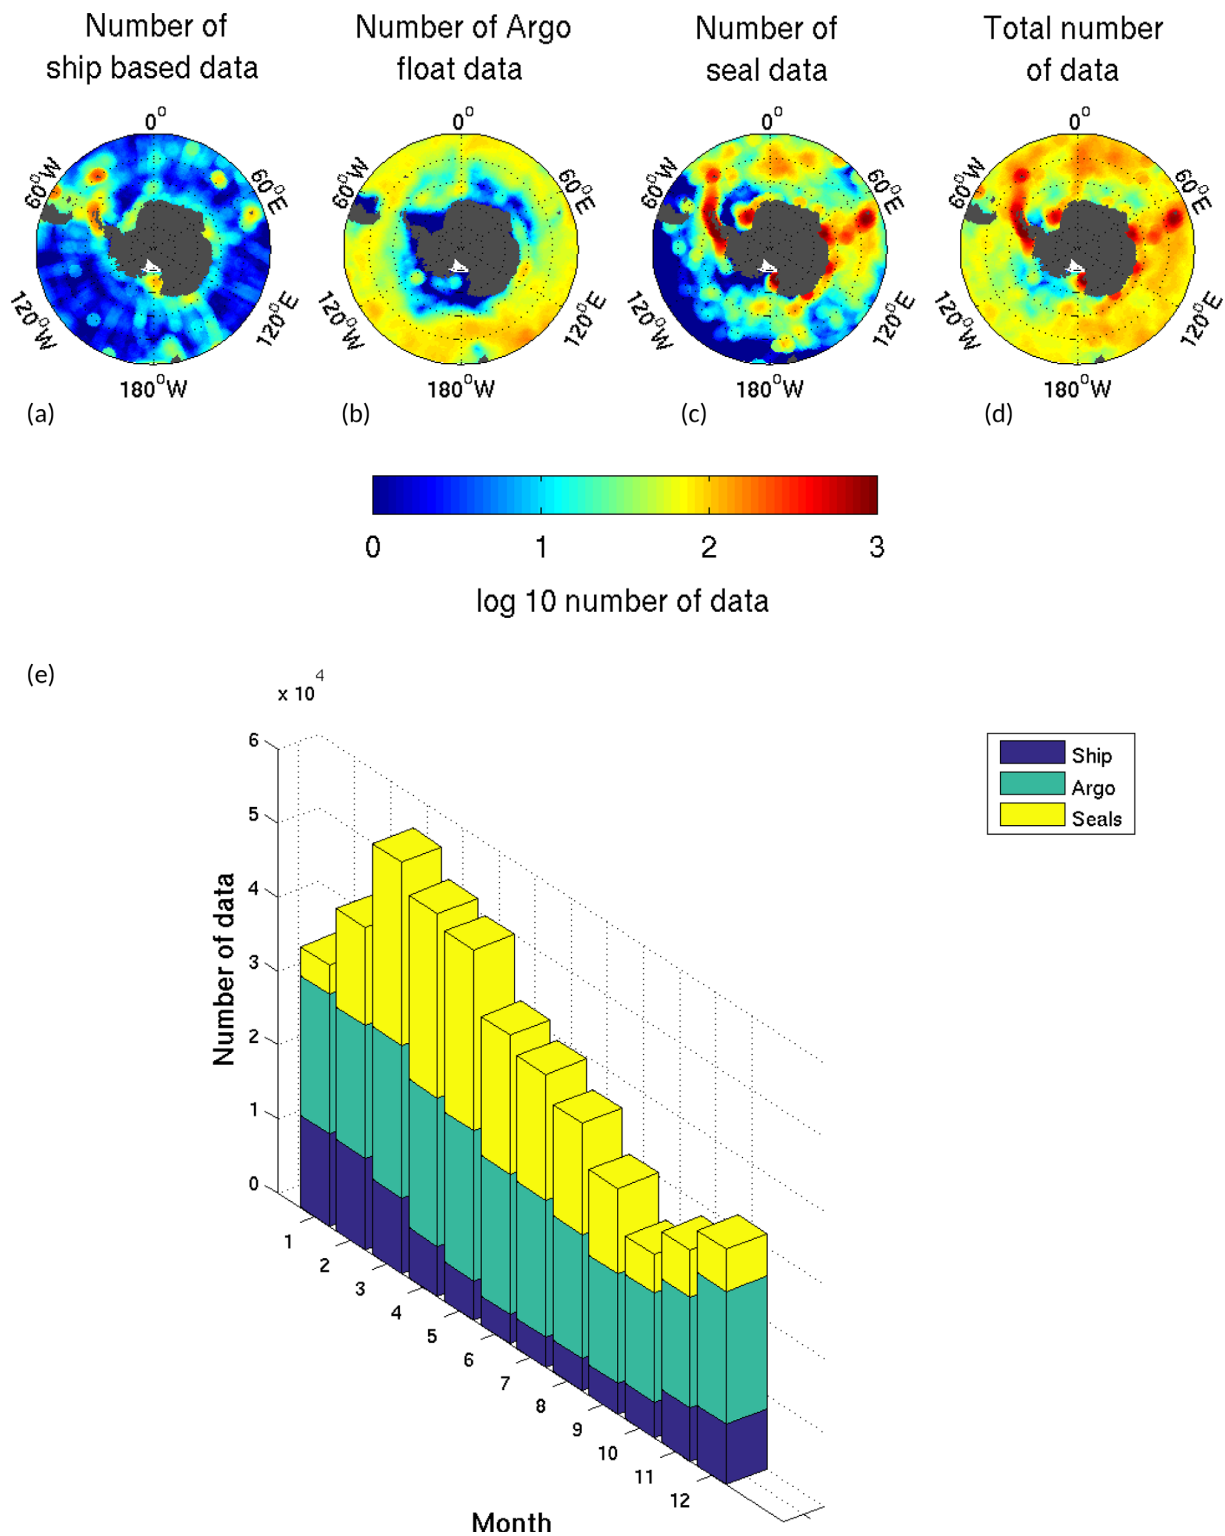 Number of
ship based data
Number of Argo
float data
Number of
seal data
Total number
of data
0°
60°W
60°E
120°W
120°E
180°W
0°
60°W
60°E
120°W
120°E
180°W
0°
60°W
60°E
120°W
120°E
180°W
0°
60°W
60°E
120°W
120°E
180°W
(a)
(b)
(c)
(d)
0 1 2 3
log 10 number of data
(e)
x 10⁴
6
5
4
3
2
1
0
Number of data
Ship
Argo
Seals
1
2
3
4
5
6
7
8
9
10
11
12
Month